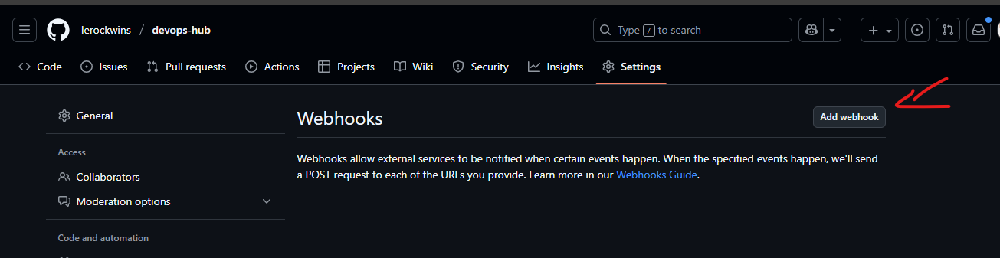 lerockwins / devops-hub
Type / to search
Code
Issues
Pull requests
Actions
Projects
Wiki
Security
Insights
Settings
General
Access
Collaborators
Moderation options
Code and automation
Webhooks
Add webhook
Webhooks allow external services to be notified when certain events happen. When the specified events happen, we'll send
a POST request to each of the URLs you provide. Learn more in our Webhooks Guide.